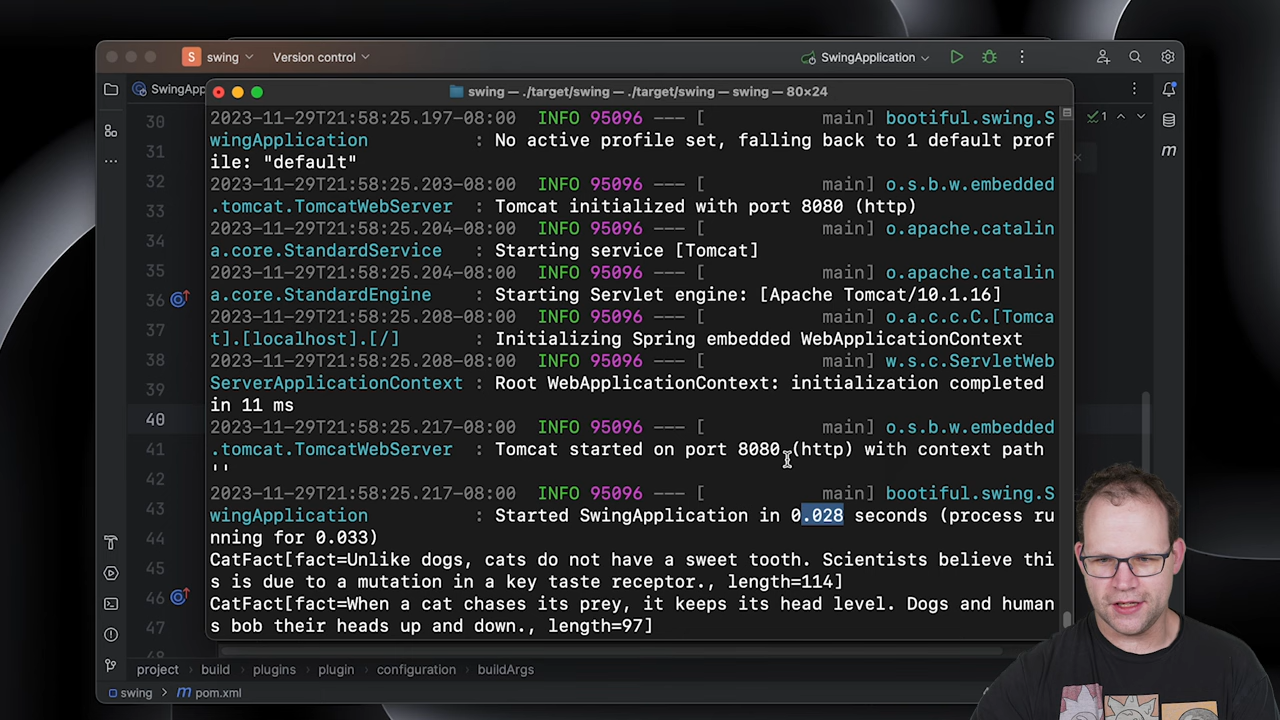 S swing
Version control
SwingApplication
SwingApp
swing — ./target/swing — ./target/swing — swing — 80×24
30
31
32
33
34
35
36
37
38
39
40
41
42
43
44
45
46
47
48
1
m
2023-11-29T21:58:25.197-08:00 INFO 95096 --- [ main] bootiful.swing.S
wingApplication : No active profile set, falling back to 1 default prof
ile: "default"
2023-11-29T21:58:25.203-08:00 INFO 95096 --- [ main] o.s.b.w.embedded
.tomcat.TomcatWebServer : Tomcat initialized with port 8080 (http)
2023-11-29T21:58:25.204-08:00 INFO 95096 --- [ main] o.apache.catalin
a.core.StandardService : Starting service [Tomcat]
2023-11-29T21:58:25.204-08:00 INFO 95096 --- [ main] o.apache.catalin
a.core.StandardEngine : Starting Servlet engine: [Apache Tomcat/10.1.16]
2023-11-29T21:58:25.208-08:00 INFO 95096 --- [ main] o.a.c.c.C.[Tomca
t].[localhost].[/] : Initializing Spring embedded WebApplicationContext
2023-11-29T21:58:25.208-08:00 INFO 95096 --- [ main] w.s.c.ServletWeb
ServerApplicationContext : Root WebApplicationContext: initialization completed
in 11 ms
2023-11-29T21:58:25.217-08:00 INFO 95096 --- [ main] o.s.b.w.embedded
.tomcat.TomcatWebServer : Tomcat started on port 8080 (http) with context path
''
2023-11-29T21:58:25.217-08:00 INFO 95096 --- [ main] bootiful.swing.S
wingApplication : Started SwingApplication in 0.028 seconds (process ru
nning for 0.033)
CatFact[fact=Unlike dogs, cats do not have a sweet tooth. Scientists believe thi
s is due to a mutation in a key taste receptor., length=114]
CatFact[fact=When a cat chases its prey, it keeps its head level. Dogs and human
s bob their heads up and down., length=97]
project build plugins plugin configuration buildArgs
swing > m pom.xml